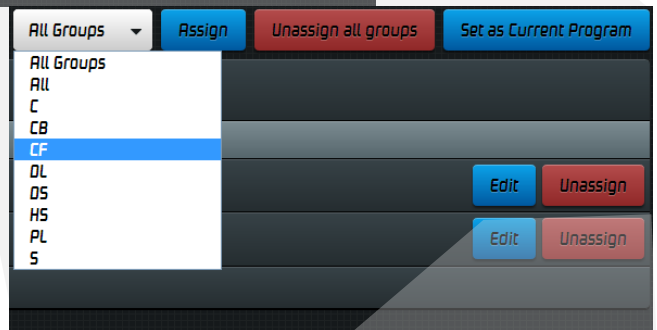 All Groups Assign Unassign all groups Set as Current Program
All Groups
All
C
CB
CF
DL
DS
HS
PL
S
Edit Unassign
Edit Unassign